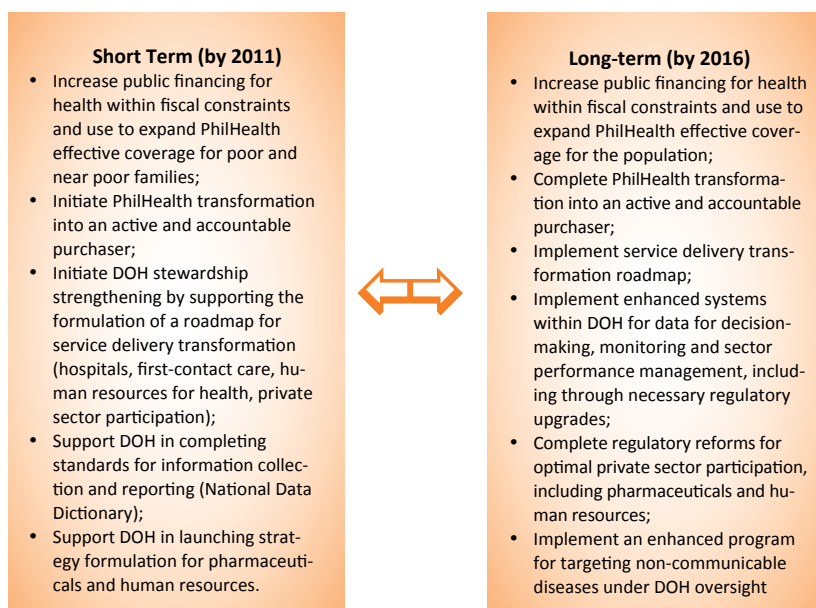 Short Term (by 2011)
• Increase public financing for
health within fiscal constraints
and use to expand PhilHealth
effective coverage for poor and
near poor families;
• Initiate PhilHealth transformation
into an active and accountable
purchaser;
• Initiate DOH stewardship
strengthening by supporting the
formulation of a roadmap for
service delivery transformation
(hospitals, first-contact care, hu-
man resources for health, private
sector participation);
• Support DOH in completing
standards for information collec-
tion and reporting (National Data
Dictionary);
• Support DOH in launching strat-
egy formulation for pharmaceuti-
cals and human resources.
Long-term (by 2016)
• Increase public financing for health
within fiscal constraints and use to
expand PhilHealth effective cover-
age for the population;
• Complete PhilHealth transforma-
tion into an active and accountable
purchaser;
• Implement service delivery trans-
formation roadmap;
• Implement enhanced systems
within DOH for data for decision-
making, monitoring and sector
performance management, includ-
ing through necessary regulatory
upgrades;
• Complete regulatory reforms for
optimal private sector participation,
including pharmaceuticals and hu-
man resources;
• Implement an enhanced program
for targeting non-communicable
diseases under DOH oversight